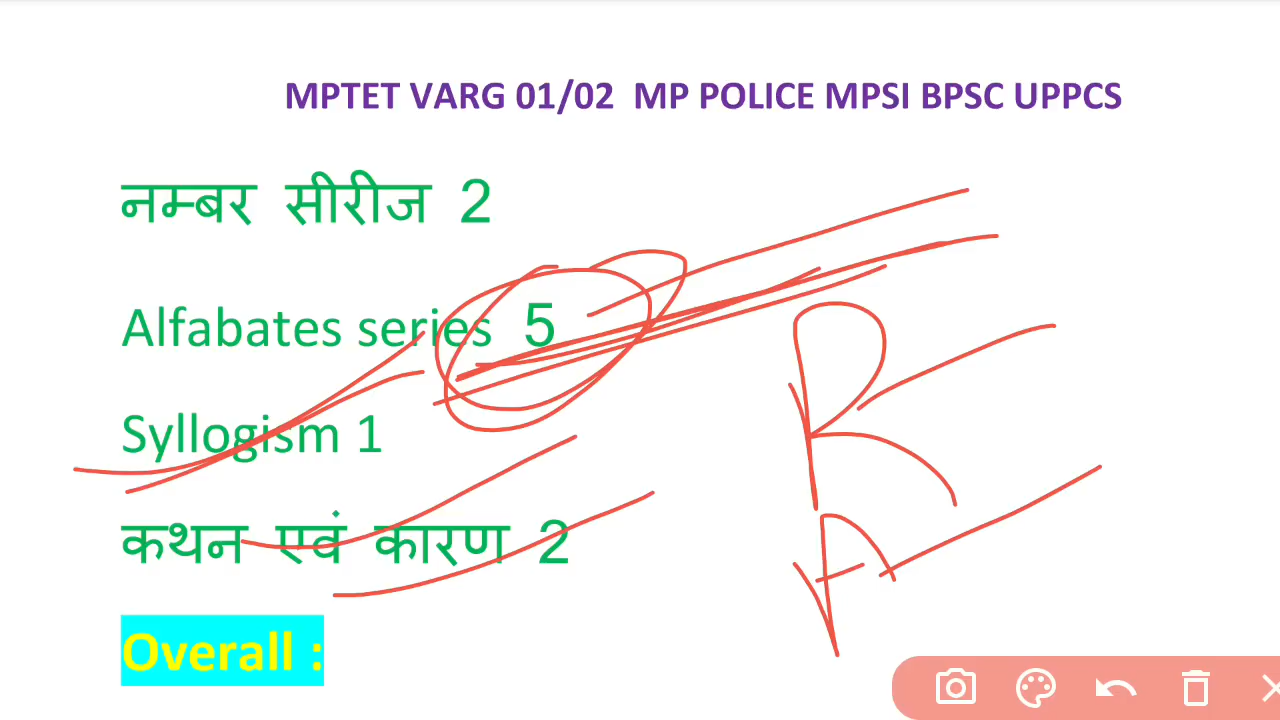 MPTET VARG 01/02 MP POLICE MPSI BPSC UPPCS
नम्बर सीरीज 2
Alfabates series 5
Syllogism 1
कथन एवं कारण 2
Overall :
R
A